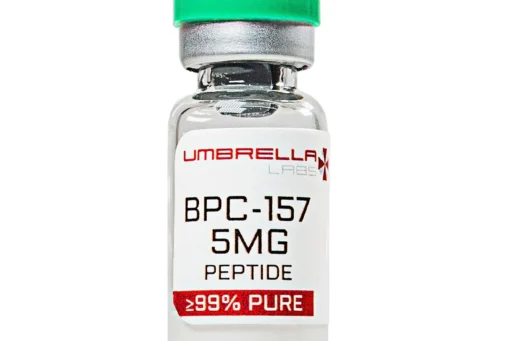 UMBRELLA
LABS
BPC-157
5MG
PEPTIDE
≥99% PURE